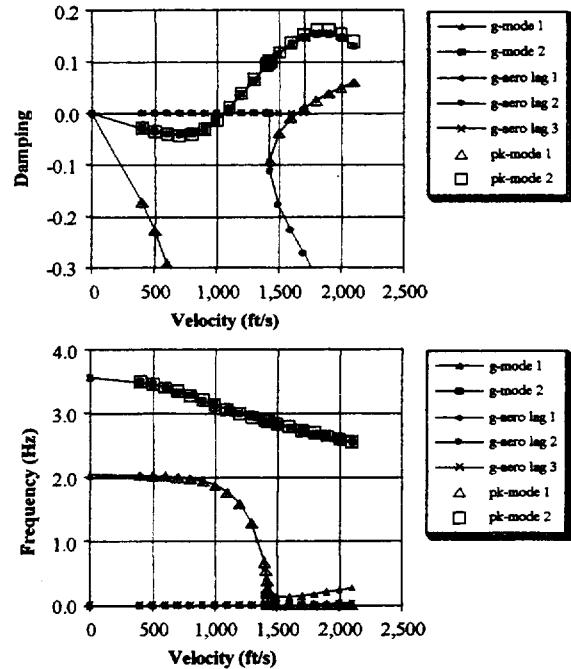 0.2
0.1
0.0
-0.1
-0.2
-0.3
Damping
0 500 1,000 1,500 2,000 2,500
Velocity (ft/s)
g-mode 1
g-mode 2
g-aero lag 1
g-aero lag 2
g-aero lag 3
pk-mode 1
pk-mode 2
4.0
3.0
2.0
1.0
0.0
Frequency (Hz)
0 500 1,000 1,500 2,000 2,500
Velocity (ft/s)
g-mode 1
g-mode 2
g-aero lag 1
g-aero lag 2
g-aero lag 3
pk-mode 1
pk-mode 2